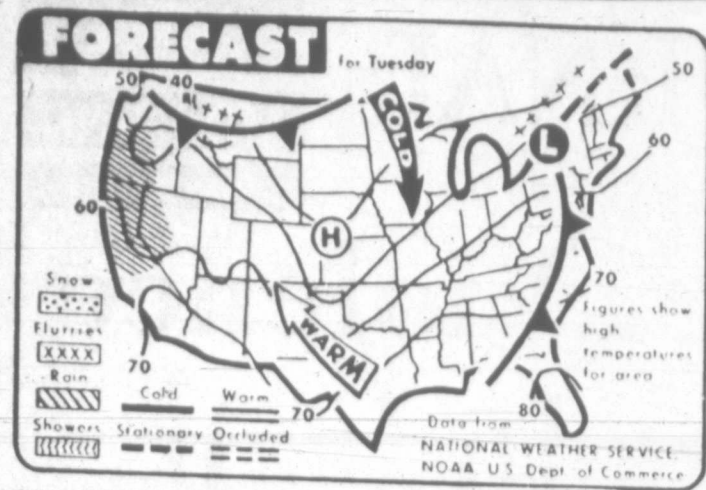 FORECAST
for Tuesday
50 40
50
COLD
L
60
60
H
Snow
70
Flurries
XXXX
WARM
Figures show
high
temperatures
for area
Rain
70
Cold Warm
70
80
Showers
Stationary Occluded
Data from
NATIONAL WEATHER SERVICE,
NOAA, U.S. Dept. of Commerce